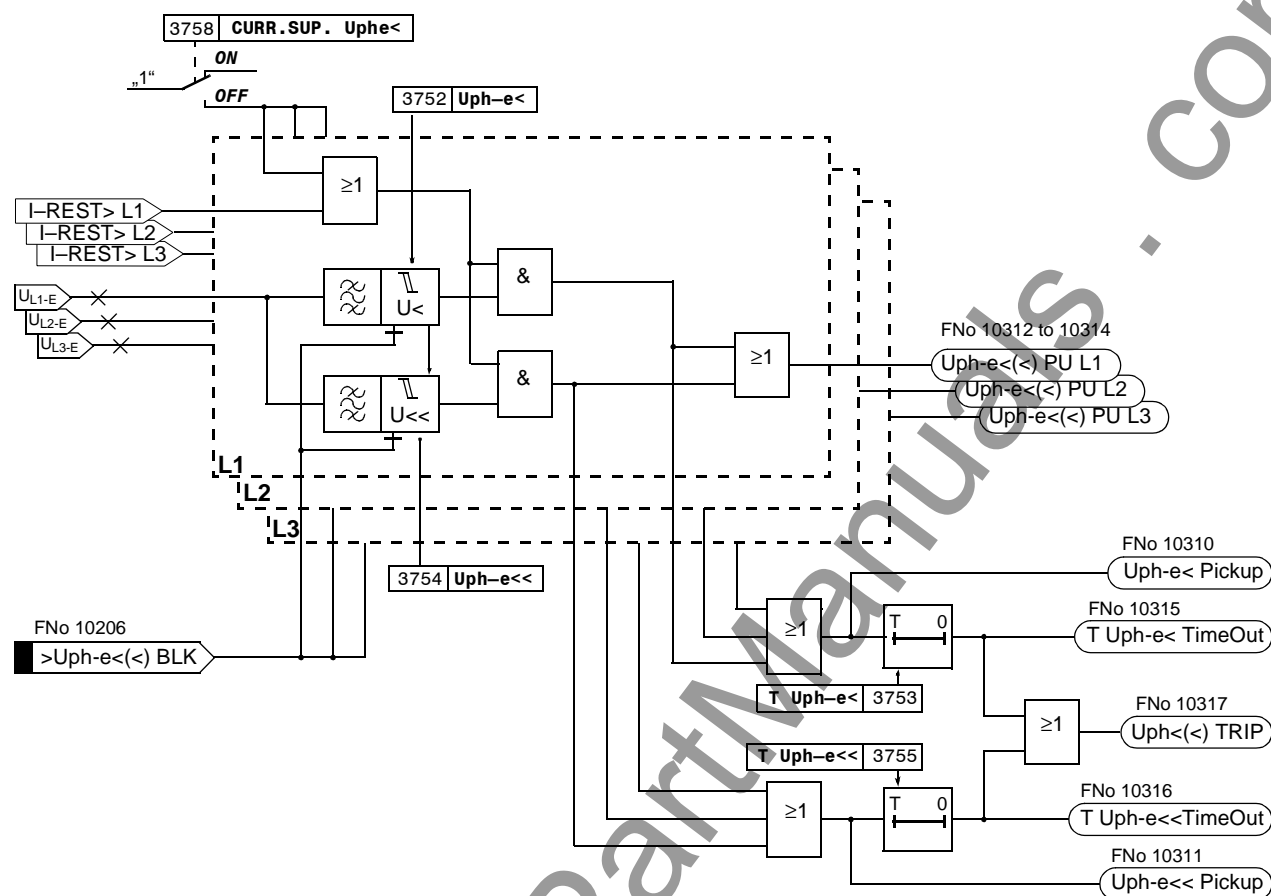 3758 CURR.SUP. Uphe<
ON
„1“
OFF
3752 Uph–e<
≥1
I–REST> L1
I–REST> L2
I–REST> L3
&
U<
UL1-E
UL2-E
UL3-E
FNo 10312 to 10314
≥1
Uph-e<(<) PU L1
Uph-e<(<) PU L2
Uph-e<(<) PU L3
&
U<<
L1
L2
L3
3754 Uph–e<<
FNo 10310
Uph-e< Pickup
FNo 10315
T Uph-e< TimeOut
FNo 10206
>Uph-e<(<) BLK
≥1
T 0
T Uph–e< 3753
FNo 10317
Uph<(<) TRIP
≥1
T Uph–e<< 3755
FNo 10316
T Uph-e<<TimeOut
≥1
T 0
FNo 10311
Uph-e<< Pickup
PartManuals . com